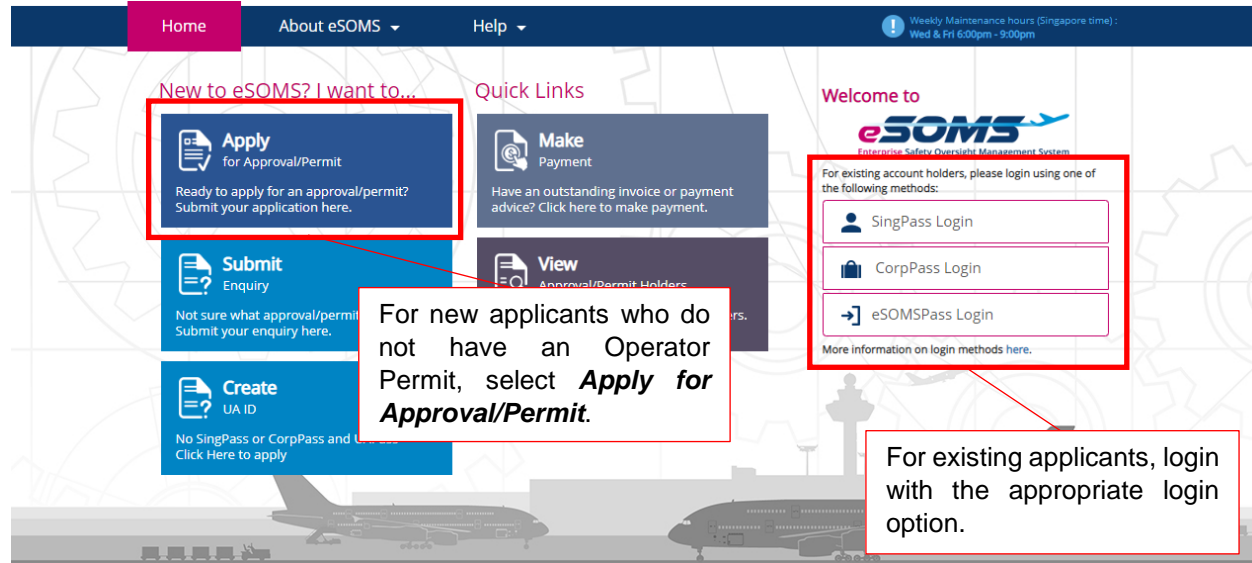 Home
About eSOMS
Help
Weekly Maintenance hours (Singapore time) :
Wed & Fri 6:00pm - 9:00pm
New to eSOMS? I want to...
Apply
for Approval/Permit
Ready to apply for an approval/permit?
Submit your application here.
Submit
Enquiry
Not sure what approval/permit
Submit your enquiry here.
Create
UA ID
No SingPass or CorpPass and
Click Here to apply
Quick Links
Make
Payment
Have an outstanding invoice or payment
advice? Click here to make payment.
View
Approval/Permit Holders
For new applicants who do
not have an Operator
Permit, select Apply for
Approval/Permit.
Welcome to
eSOMS
Enterprise Safety Oversight Management System
For existing account holders, please login using one of
the following methods:
SingPass Login
CorpPass Login
eSOMSPass Login
More information on login methods here.
For existing applicants, login
with the appropriate login
option.